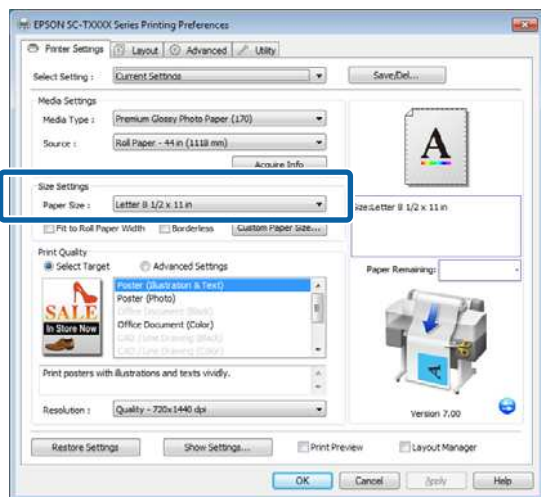 EPSON SC-TXXXX Series Printing Preferences
Printer Settings Layout Advanced Utility
Select Setting : Current Settings Save/Del...
Media Settings
Media Type : Premium Glossy Photo Paper (170)
Source : Roll Paper - 44 in (1118 mm)
Acquire Info
A
Size Settings
Paper Size : Letter 8 1/2 x 11 in
Size:Letter 8 1/2 x 11 in
Fit to Roll Paper Width Borderless Custom Paper Size...
Print Quality
Select Target Advanced Settings
Paper Remaining:
SALE
In Store Now
Poster (Illustration & Text)
Poster (Photo)
Office Document (Black)
Office Document (Color)
CAD /Line Drawing (Black)
CAD /Line Drawing (Color)
Print posters with illustrations and texts vividly.
A
Resolution : Quality - 720x1440 dpi
Version 7.00
Restore Settings Show Settings... Print Preview Layout Manager
OK Cancel Apply Help